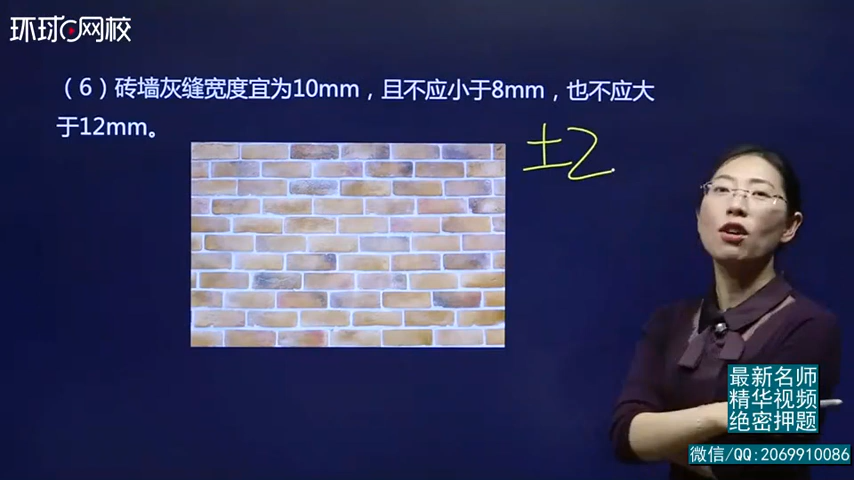 环球网校
（6）砖墙灰缝宽度宜为10mm，且不应小于8mm，也不应大
于12mm。
±2
最新名师
精华视频
绝密押题
微信/QQ:2069910086